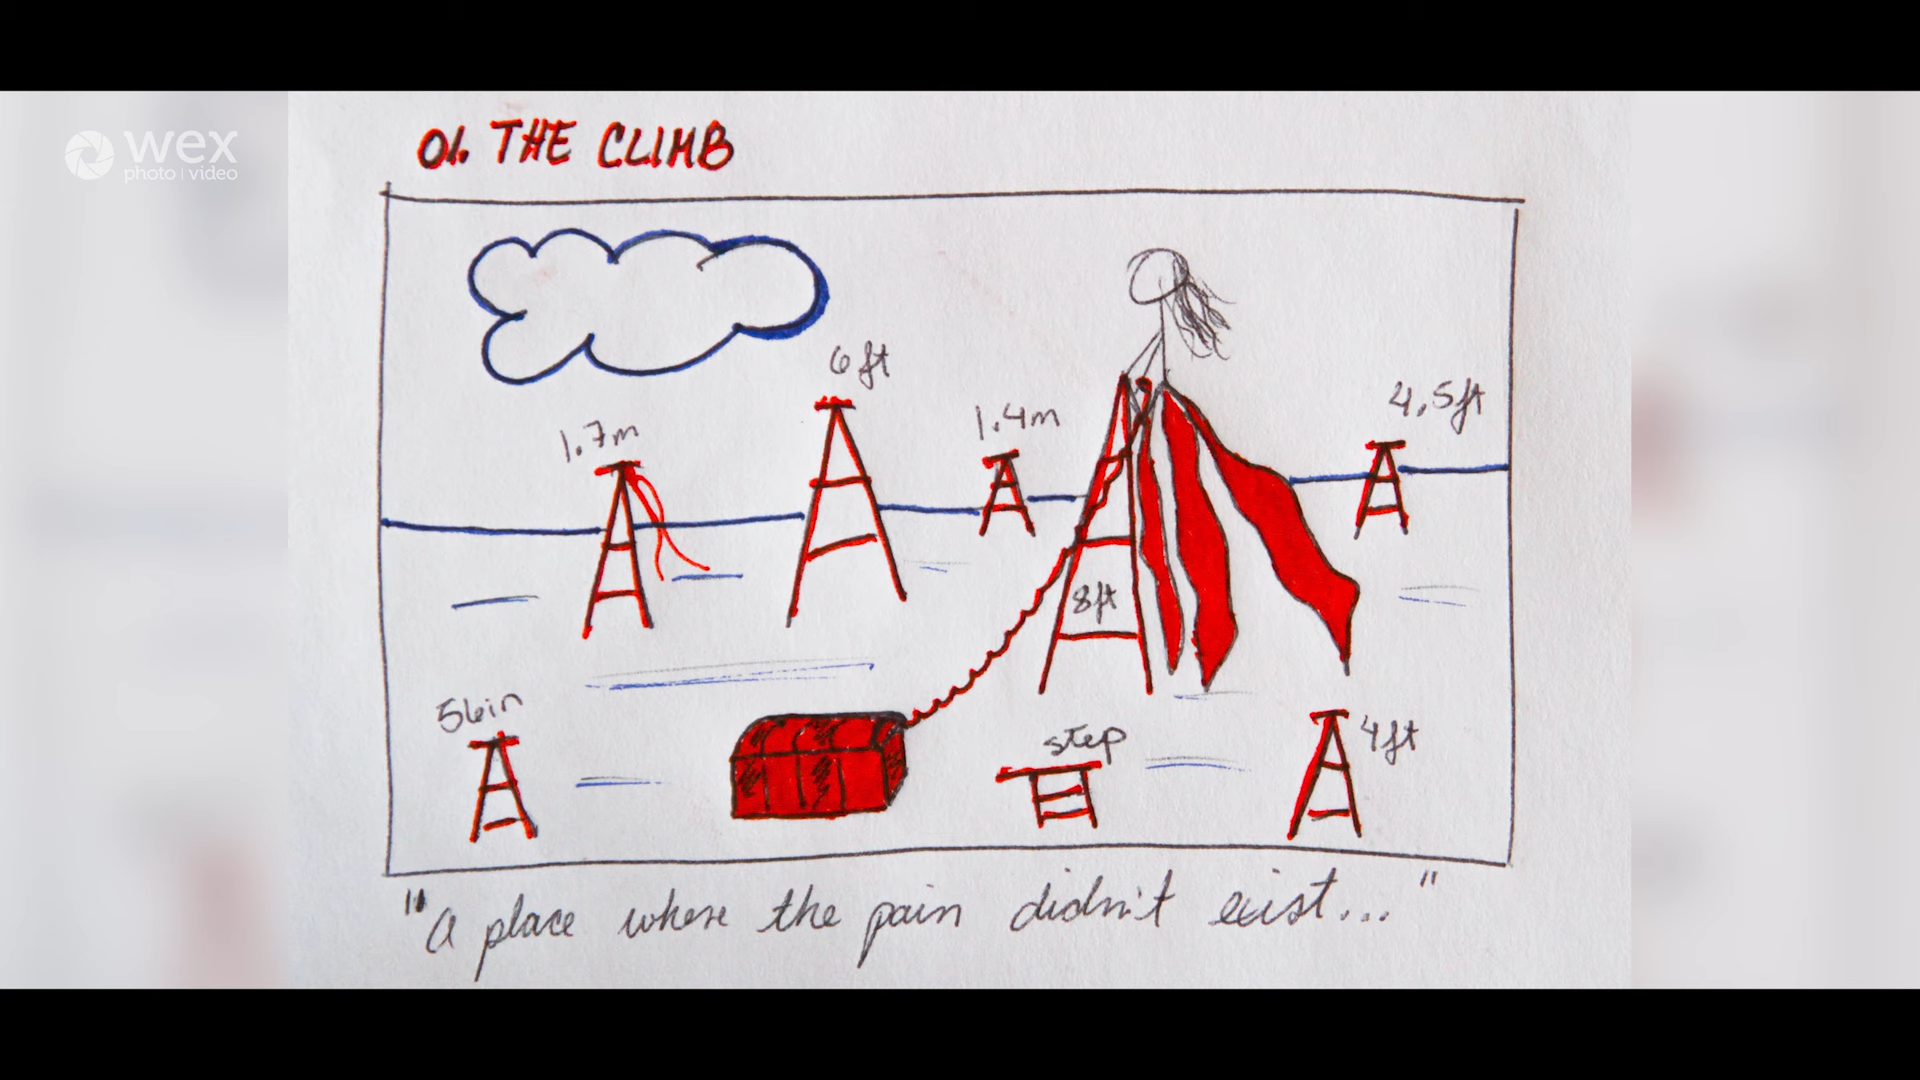 wex
photo | video
01. THE CLIMB
6ft
1.7m
1.4m
4.5ft
8ft
56in
step
4ft
"a place where the pain didn't exist..."